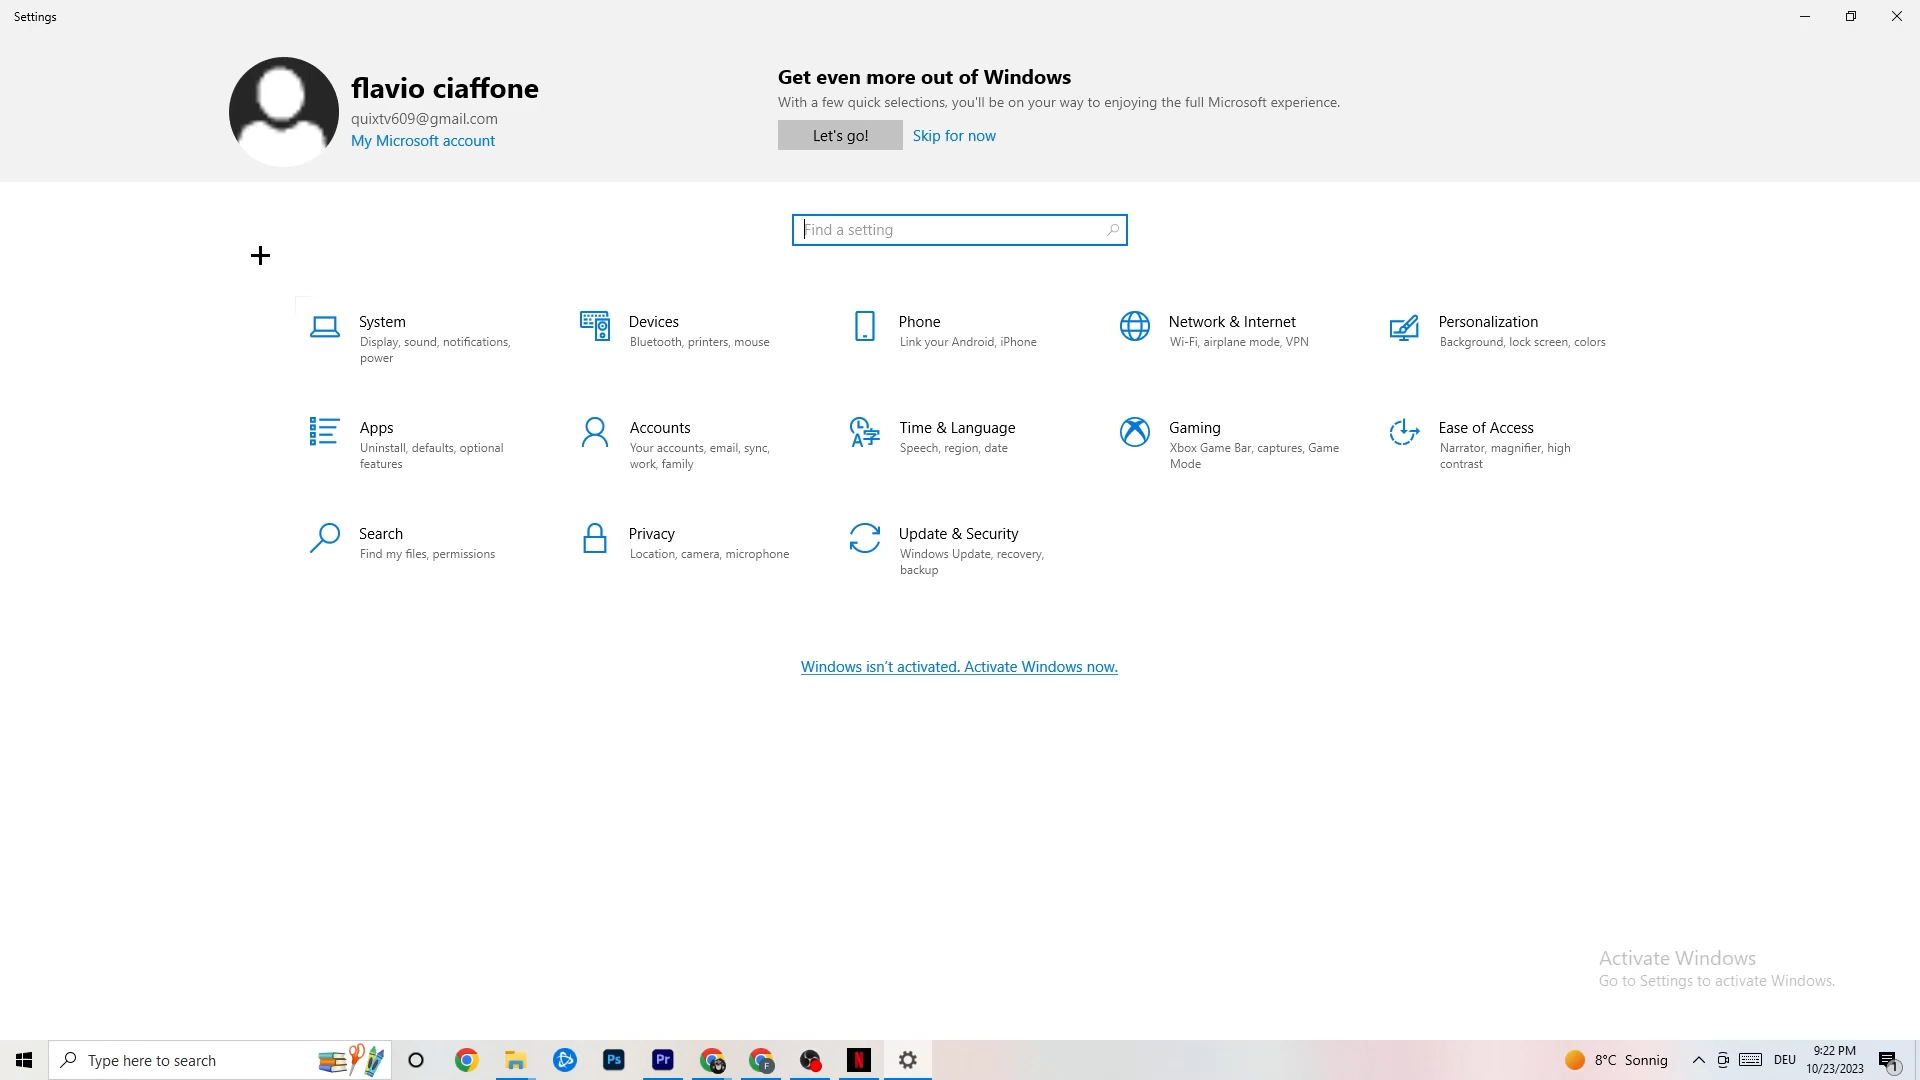 Settings
flavio ciaffone
quixtv609@gmail.com
My Microsoft account
Get even more out of Windows
With a few quick selections, you'll be on your way to enjoying the full Microsoft experience.
Let's go!
Skip for now
Find a setting
System
Display, sound, notifications,
power
Devices
Bluetooth, printers, mouse
Phone
Link your Android, iPhone
Network & Internet
Wi-Fi, airplane mode, VPN
Personalization
Background, lock screen, colors
Apps
Uninstall, defaults, optional
features
Accounts
Your accounts, email, sync,
work, family
Time & Language
Speech, region, date
Gaming
Xbox Game Bar, captures, Game
Mode
Ease of Access
Narrator, magnifier, high
contrast
Search
Find my files, permissions
Privacy
Location, camera, microphone
Update & Security
Windows Update, recovery,
backup
Windows isn't activated. Activate Windows now.
Activate Windows
Go to Settings to activate Windows.
Type here to search
Ps
Pr
F
N
8°C Sonnig
DEU
9:22 PM
10/23/2023
1